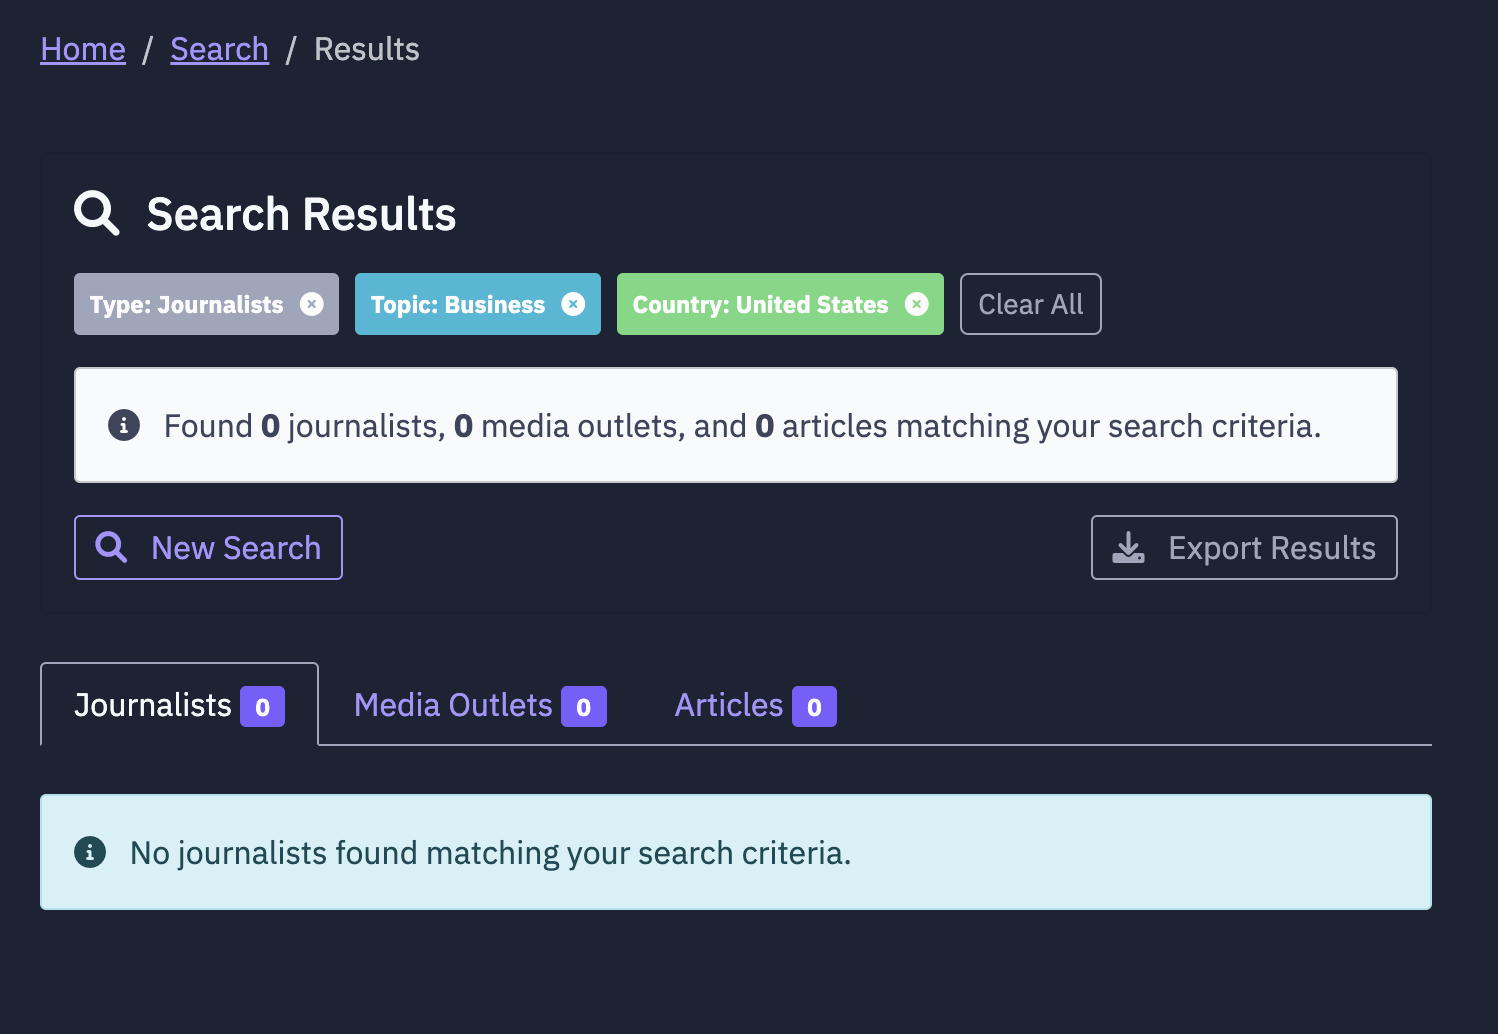 Home / Search / Results
Search Results
Type: Journalists Topic: Business Country: United States Clear All
Found 0 journalists, 0 media outlets, and 0 articles matching your search criteria.
New Search Export Results
Journalists 0 Media Outlets 0 Articles 0
No journalists found matching your search criteria.